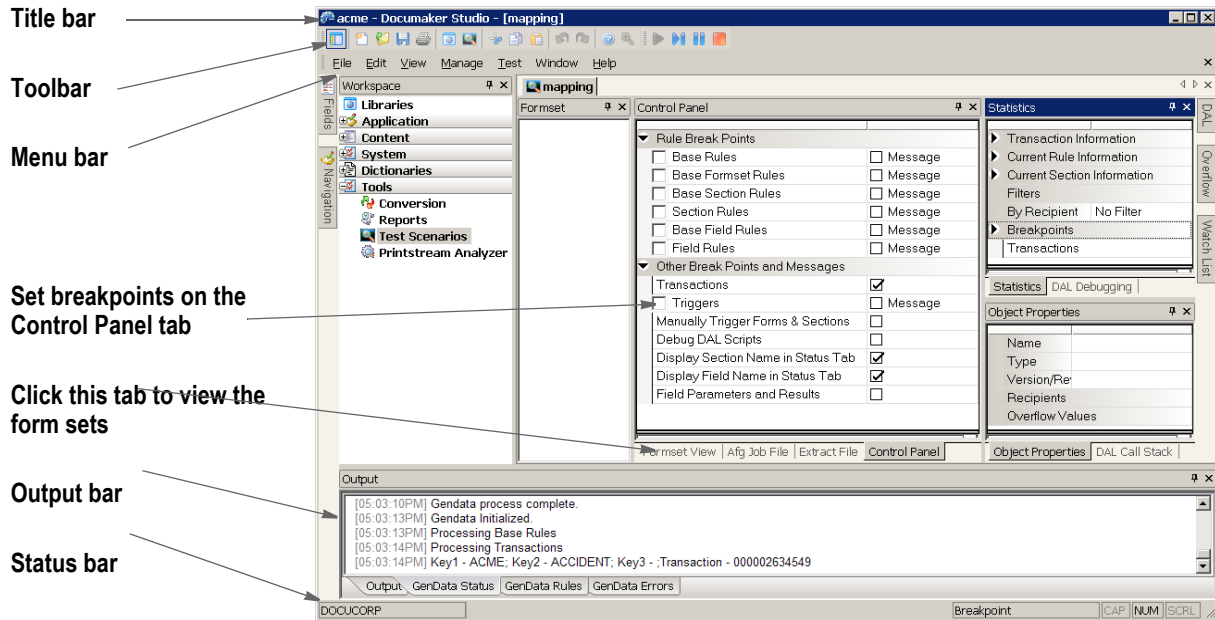 Title bar
Toolbar
Menu bar
Set breakpoints on the
Control Panel tab
Click this tab to view the
form sets
Output bar
Status bar
acme - Documaker Studio - [mapping]
File Edit View Manage Test Window Help
Fields
Navigation
Workspace
Libraries
Application
Content
System
Dictionaries
Tools
Conversion
Reports
Test Scenarios
Printstream Analyzer
mapping
Formset
Control Panel
Rule Break Points
Base Rules Message
Base Formset Rules Message
Base Section Rules Message
Section Rules Message
Base Field Rules Message
Field Rules Message
Other Break Points and Messages
Transactions
Triggers Message
Manually Trigger Forms & Sections
Debug DAL Scripts
Display Section Name in Status Tab
Display Field Name in Status Tab
Field Parameters and Results
Formset View Afg Job File Extract File Control Panel
Statistics
Transaction Information
Current Rule Information
Current Section Information
Filters
By Recipient No Filter
Breakpoints
Transactions
Statistics DAL Debugging
Object Properties
Name
Type
Version/Re
Recipients
Overflow Values
Object Properties DAL Call Stack
DAL
Overflow
Watch List
Output
[05:03:10PM] Gendata process complete.
[05:03:13PM] Gendata Initialized.
[05:03:13PM] Processing Base Rules
[05:03:14PM] Processing Transactions
[05:03:14PM] Key1 - ACME; Key2 - ACCIDENT; Key3 - ;Transaction - 000002634549
Output GenData Status GenData Rules GenData Errors
DOCUCORP Breakpoint CAP NUM SCRL